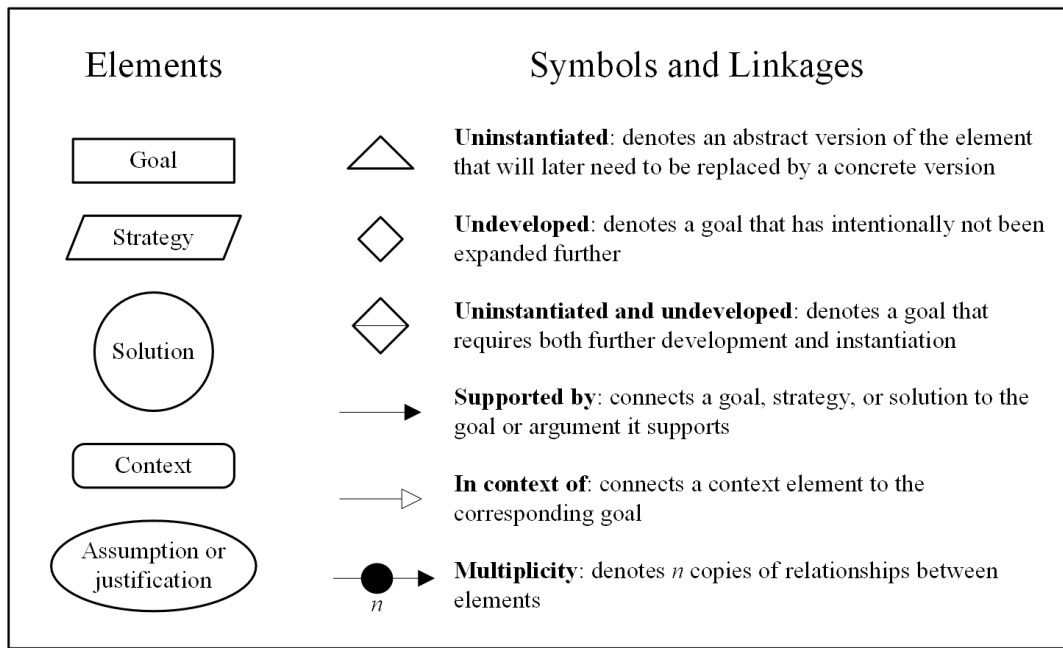 Elements
Goal
Strategy
Solution
Context
Assumption or
justification
Symbols and Linkages
Uninstantiated: denotes an abstract version of the element
that will later need to be replaced by a concrete version
Undeveloped: denotes a goal that has intentionally not been
expanded further
Uninstantiated and undeveloped: denotes a goal that
requires both further development and instantiation
Supported by: connects a goal, strategy, or solution to the
goal or argument it supports
In context of: connects a context element to the
corresponding goal
n
Multiplicity: denotes n copies of relationships between
elements